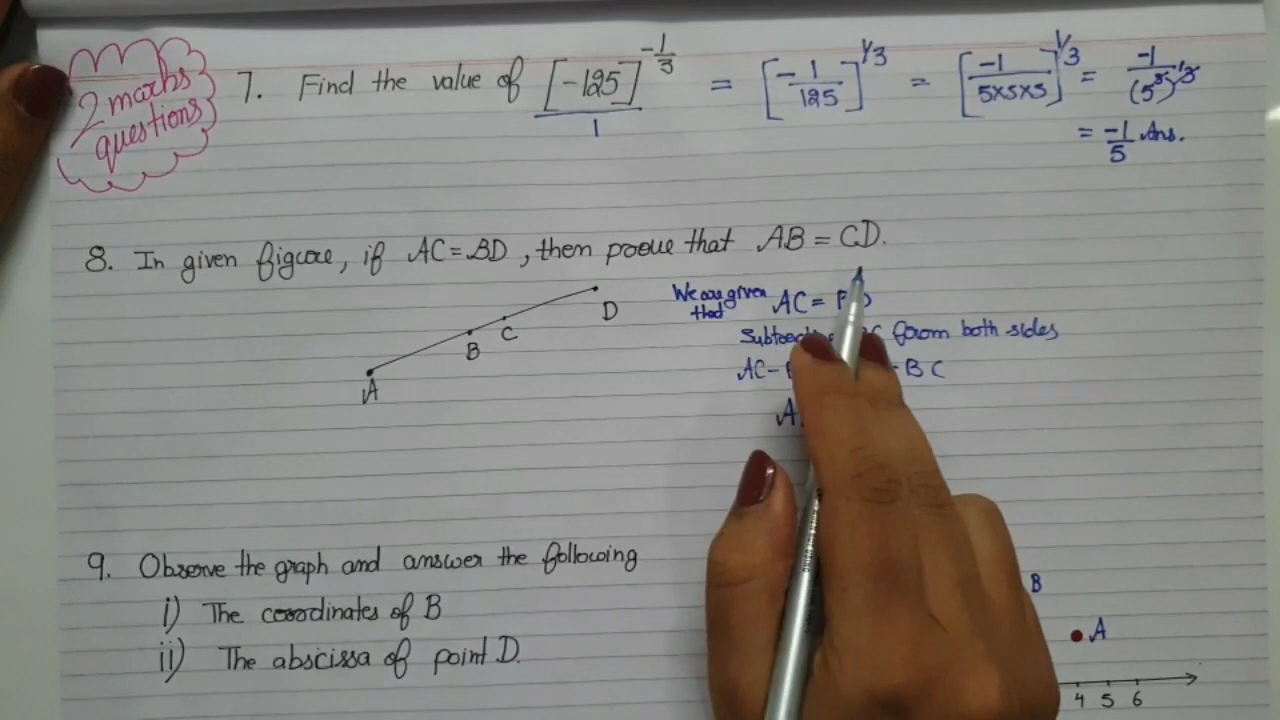 2 marks questions
7. Find the value of [-125]^-1/3 / 1 = [-1/125]^1/3 = [-1/5×5×5]^1/3 = -1/(5^3)^1/3
= -1/5 Ans.
8. In given figure, if AC=BD, then prove that AB = CD.
We are given that AC =
D
C
B
A
from both sides
AC- - BC
9. Observe the graph and answer the following
i) The coordinates of B
ii) The abscissa of point D.
B
A
4 5 6